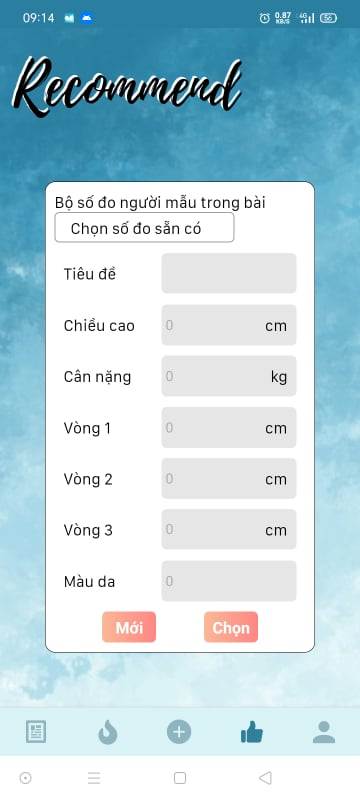 09:14 0.87 KB/S 4G 56
Recommend
Bộ số đo người mẫu trong bài
Chọn số đo sẵn có
Tiêu đề
Chiều cao 0 cm
Cân nặng 0 kg
Vòng 1 0 cm
Vòng 2 0 cm
Vòng 3 0 cm
Màu da 0
Mới Chọn